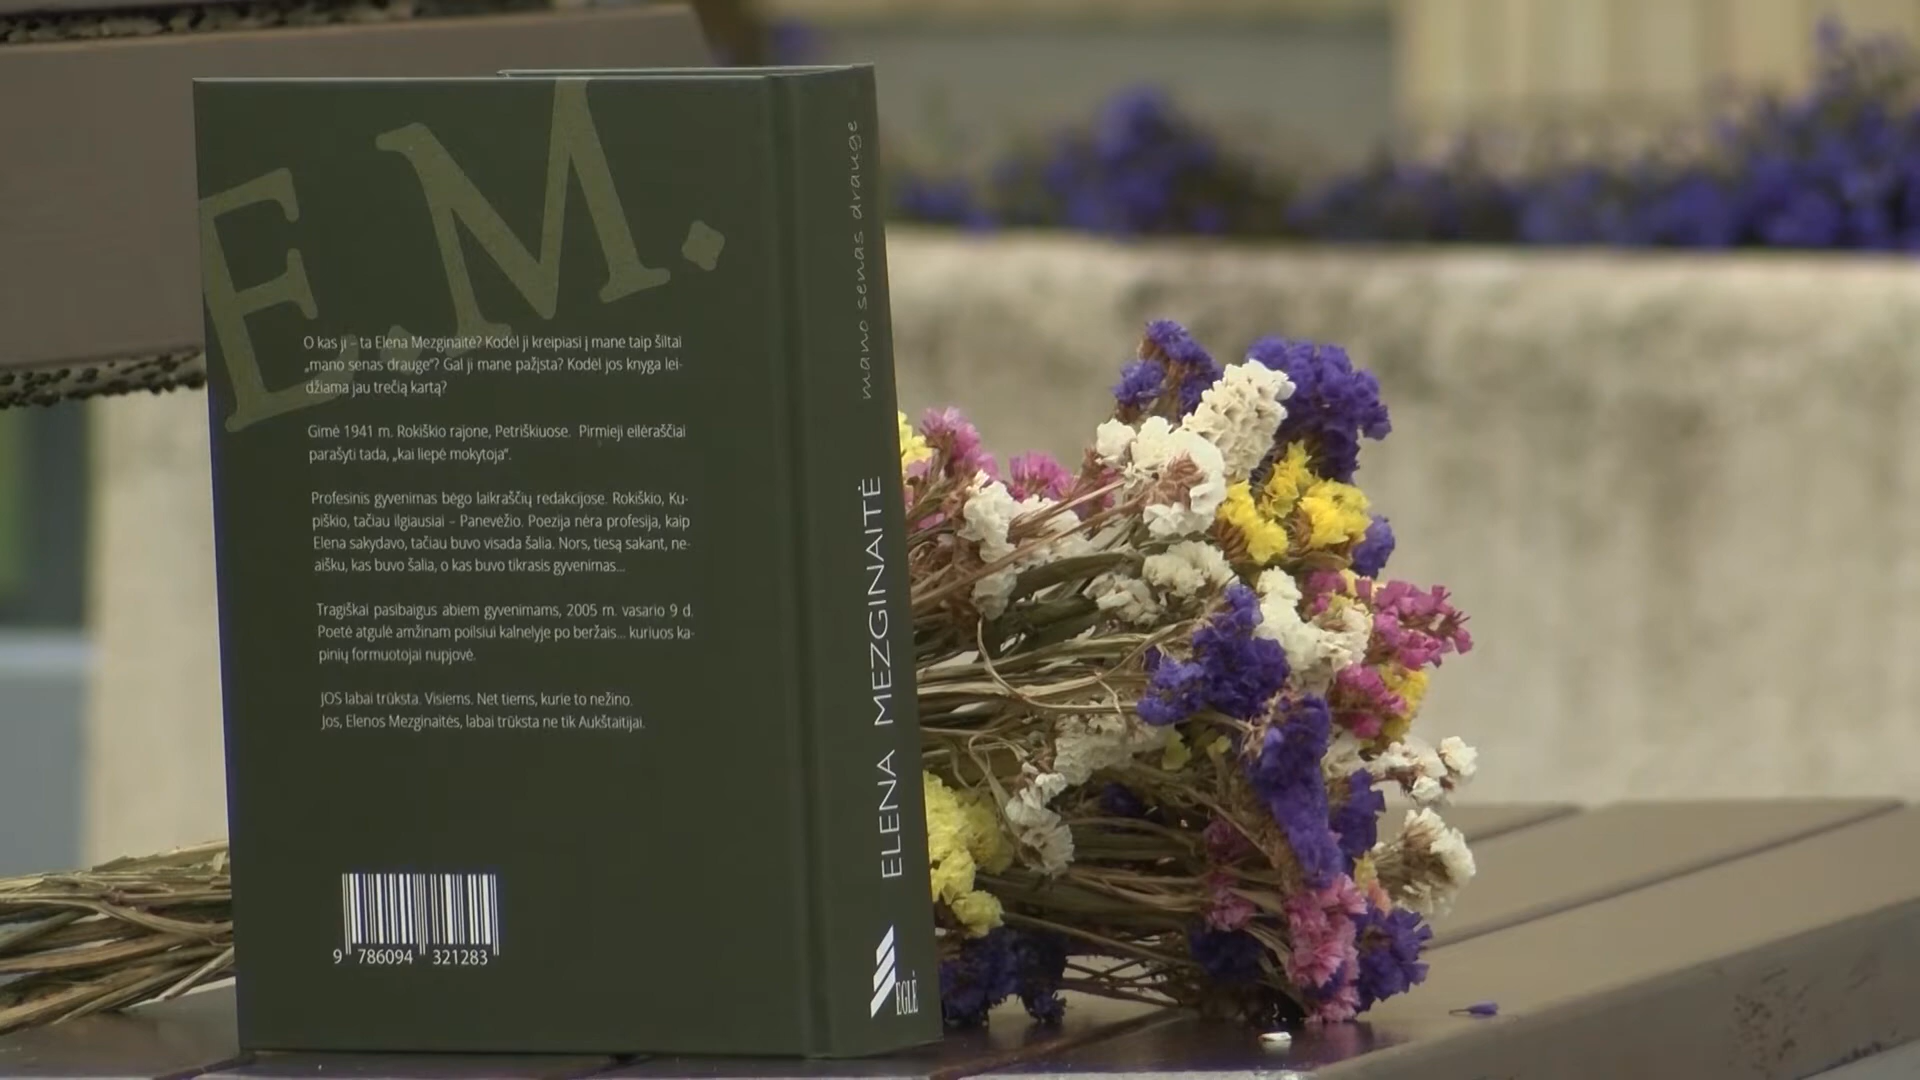 E.M.
O kas ji – ta Elena Mezginaitė? Kodėl ji kreipiasi į mane taip šiltai
„mano senas drauge“? Gal ji mane pažįsta? Kodėl jos knyga lei-
džiama jau trečią kartą?
Gimė 1941 m. Rokiškio rajone, Petriškiuose. Pirmieji eilėraščiai
parašyti tada, „kai liepė mokytoja“.
Profesinis gyvenimas bėgo laikraščių redakcijose. Rokiškio, Ku-
piškio, tačiau ilgiausiai – Panevėžio. Poezija nėra profesija, kaip
Elena sakydavo, tačiau buvo visada šalia. Nors, tiesą sakant, ne-
aišku, kas buvo šalia, o kas buvo tikrasis gyvenimas...
Tragiškai pasibaigus abiem gyvenimams, 2005 m. vasario 9 d.
Poetė atgulė amžinam poilsiui kalnelyje po beržais... kuriuos ka-
pinių formuotojai nupjovė.
JOS labai trūksta. Visiems. Net tiems, kurie to nežino.
Jos, Elenos Mezginaitės, labai trūksta ne tik Aukštaitijai.
9 786094 321283
mano senas drauge
ELENA MEZGINAITĖ
EGLĖ